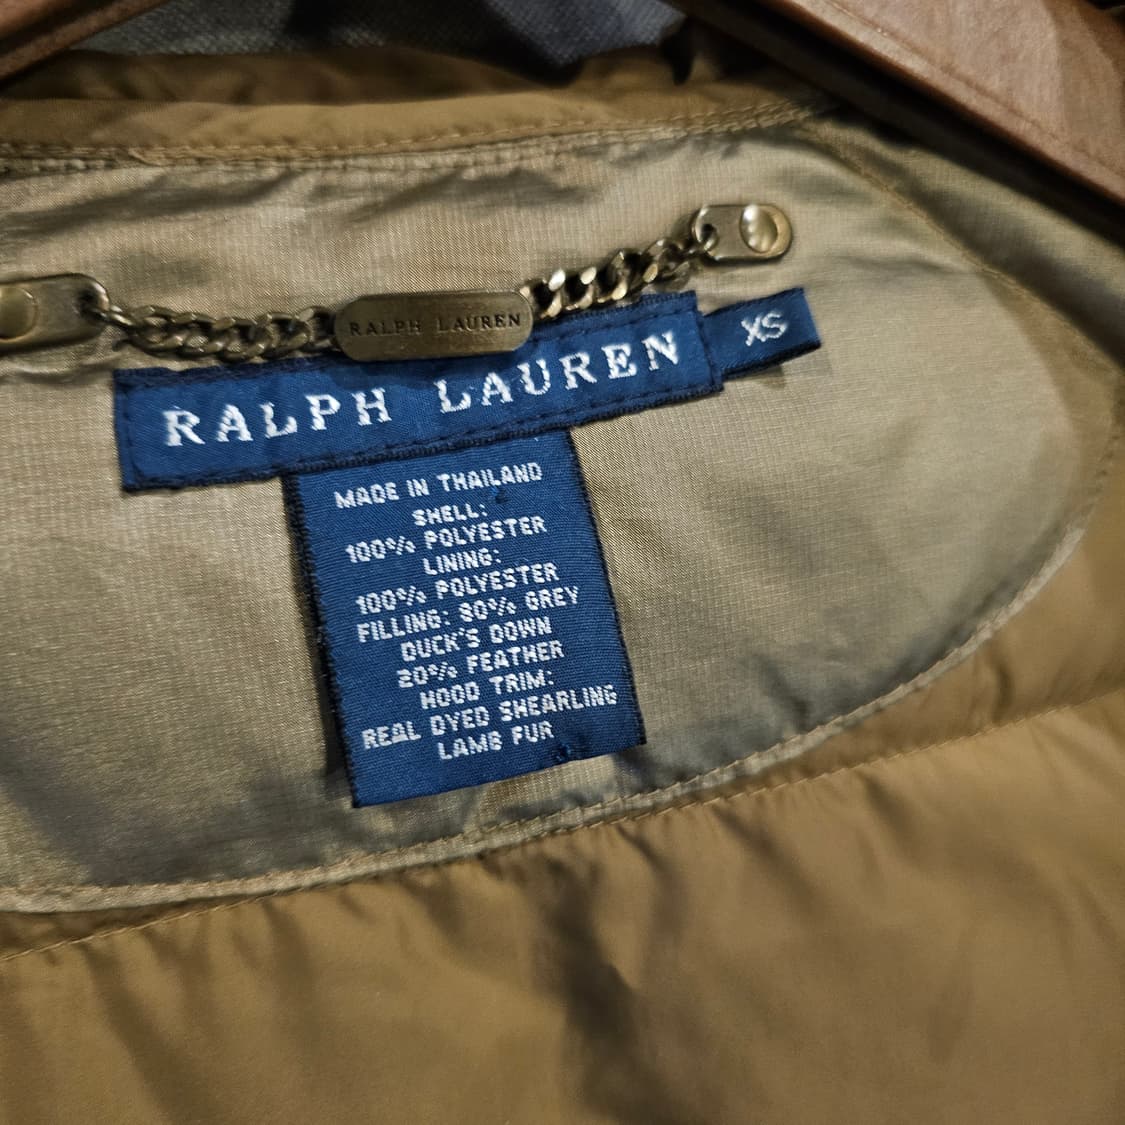 RALPH LAUREN
RALPH LAUREN
XS
MADE IN THAILAND
SHELL:
100% POLYESTER
LINING:
100% POLYESTER
FILLING: 80% GREY
DUCK'S DOWN
20% FEATHER
HOOD TRIM:
REAL DYED SHEARLING
LAMB FUR